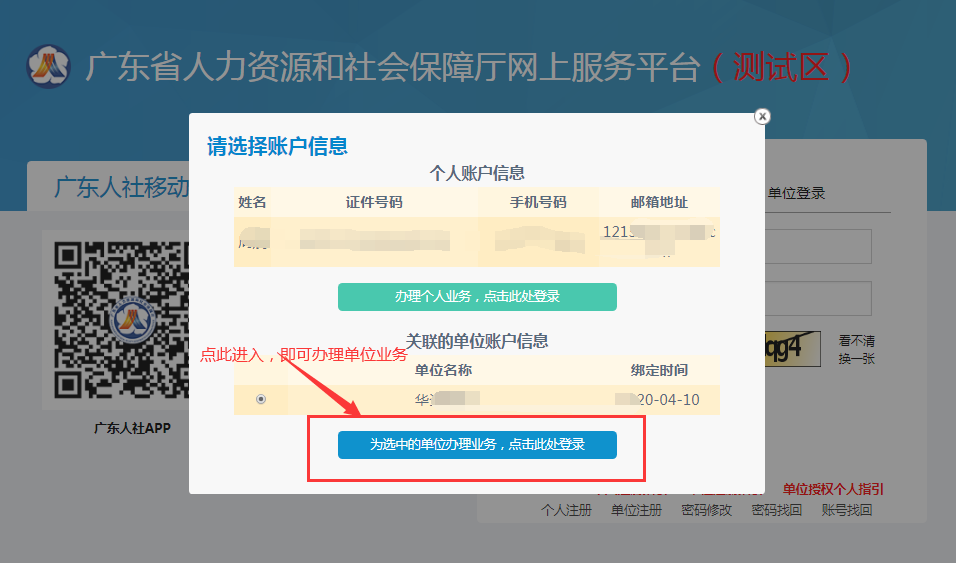 广东省人力资源和社会保障厅网上服务平台（测试区）
广东人社移动
单位登录
请选择账户信息
个人账户信息
姓名 证件号码 手机号码 邮箱地址
121
办理个人业务，点击此处登录
关联的单位账户信息
点此进入，即可办理单位业务
单位名称 绑定时间
华 20-04-10
为选中的单位办理业务，点击此处登录
qg4
看不清
换一张
广东人社APP
单位授权个人指引
个人注册 单位注册 密码修改 密码找回 账号找回